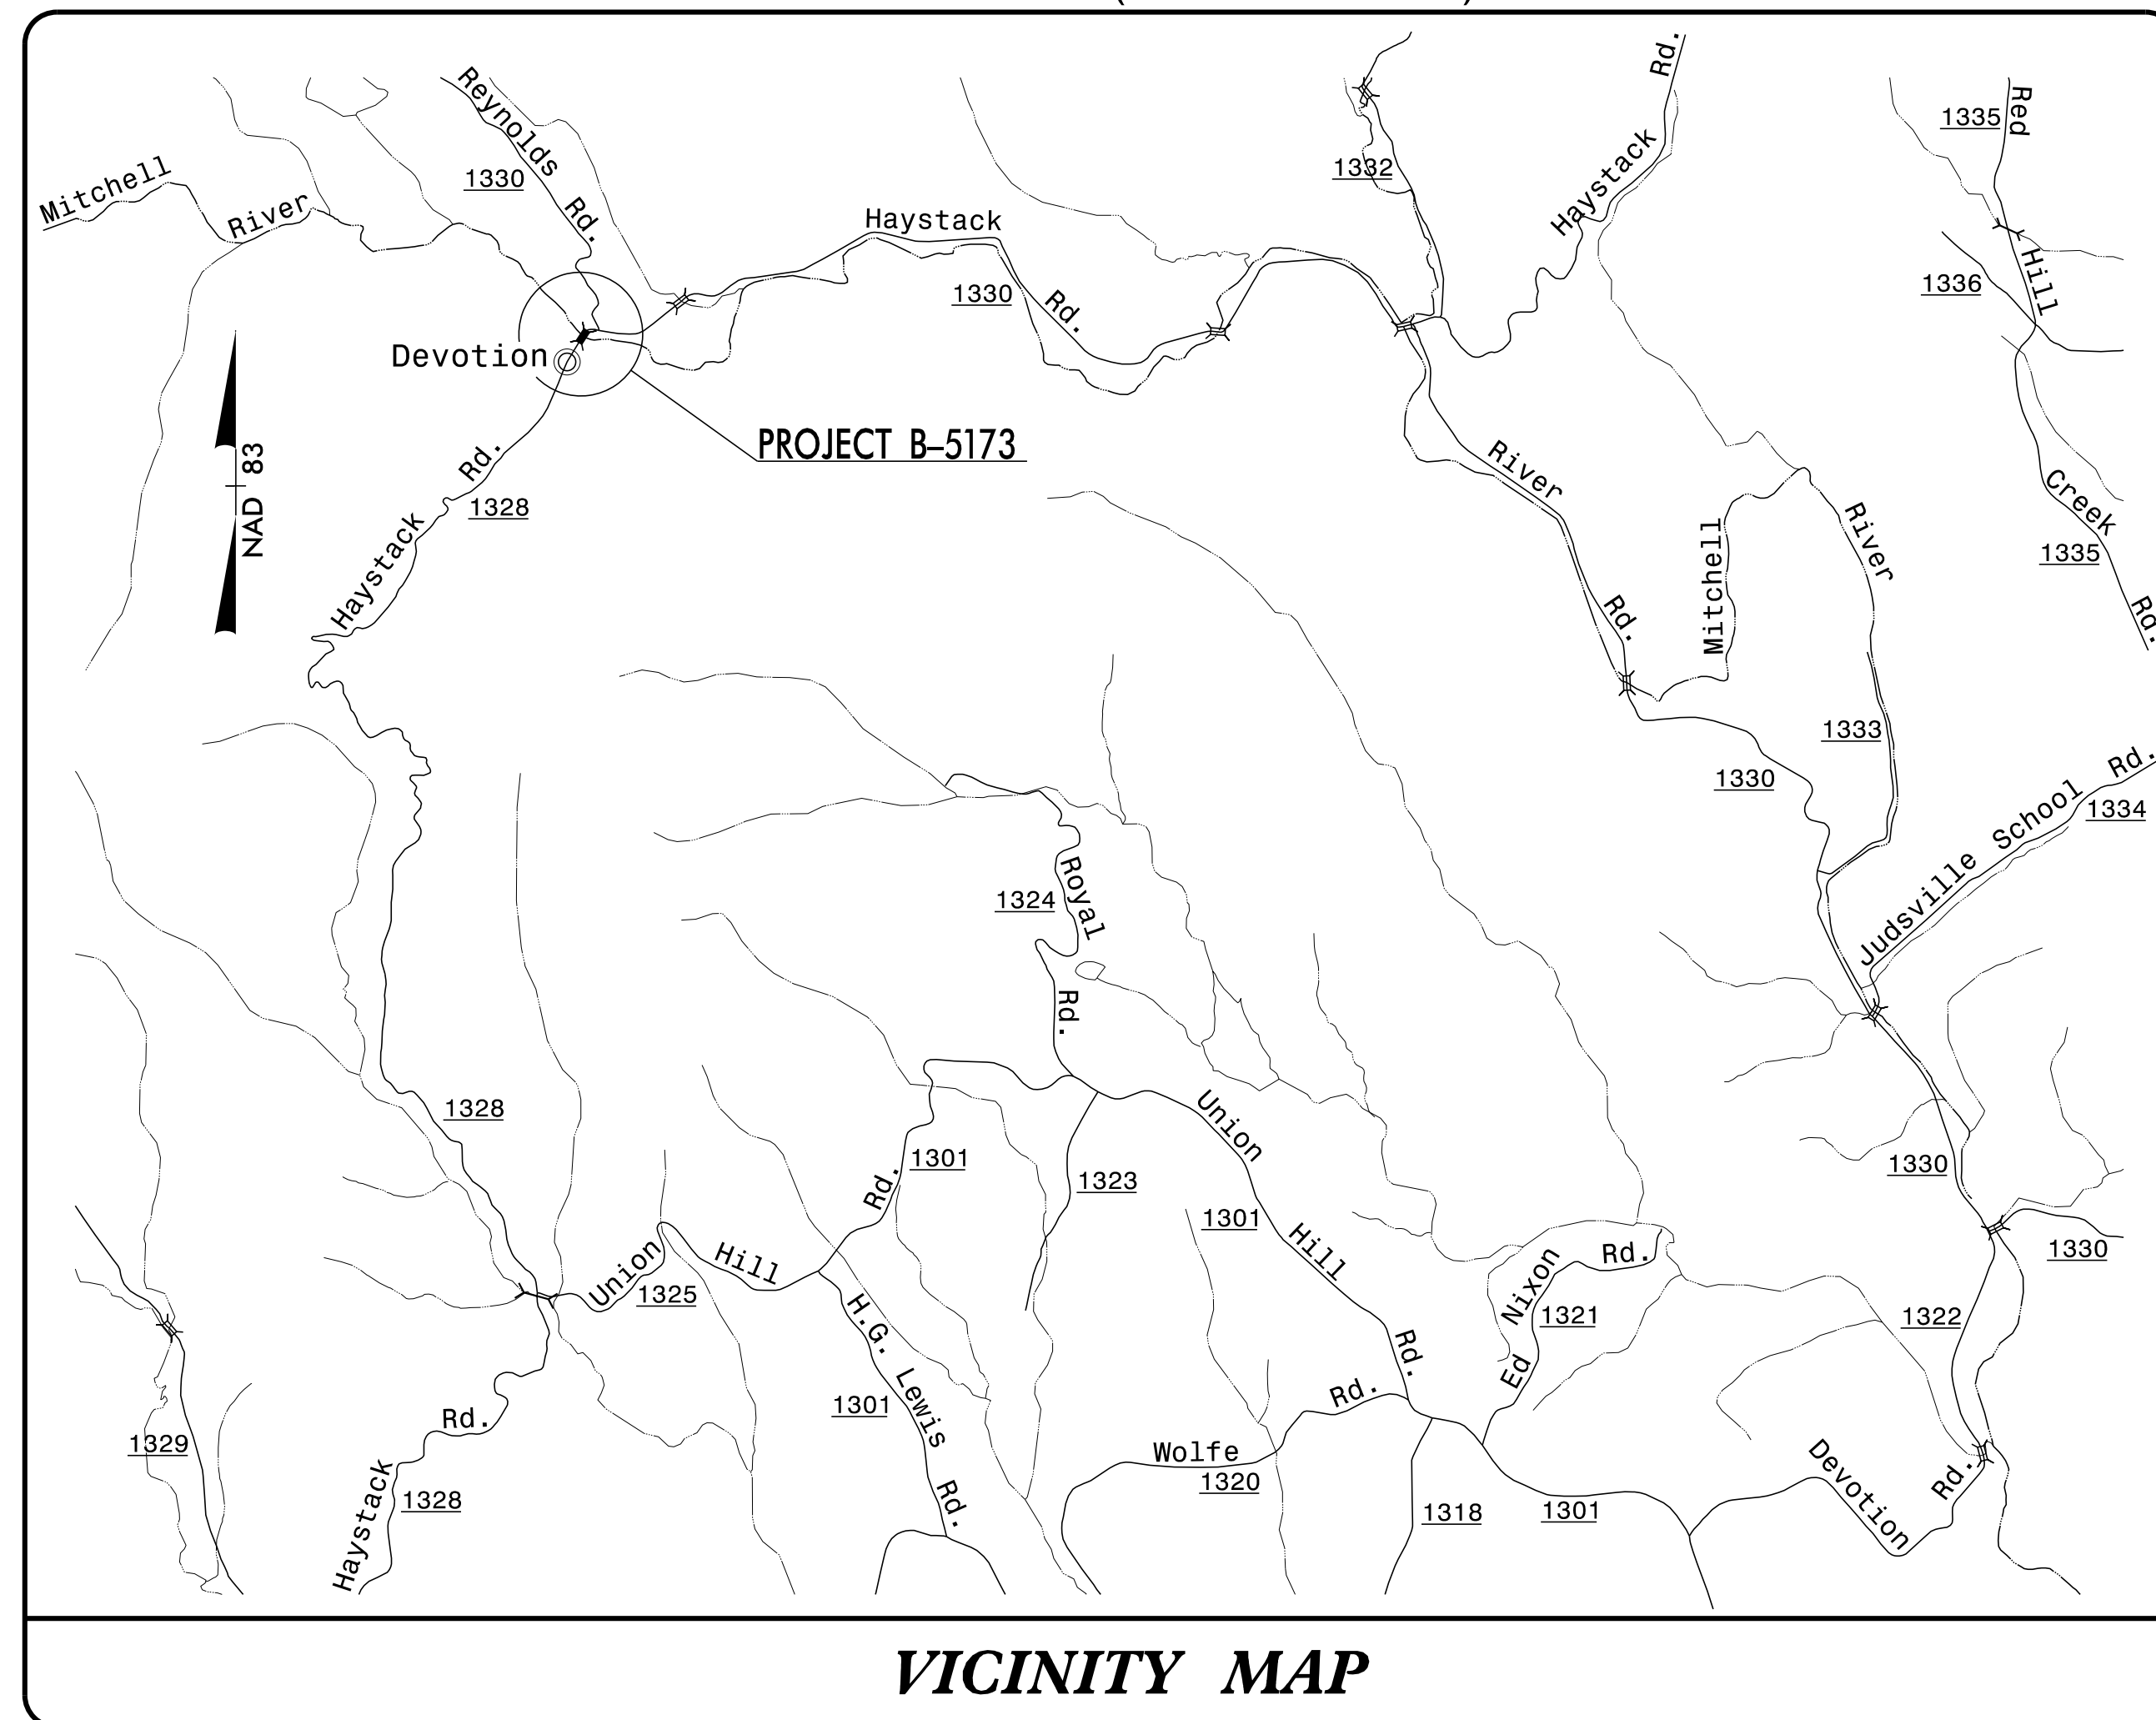 Rd.
Reynolds
Red
1335
1332
Mitchell
1330
Haystack
River
Rd.
Haystack
Hill
1336
1330
Rd.
Devotion
PROJECT B–5173
NAD 83
Rd.
1328
River
Creek
Haystack
Mitchell
River
1335
Rd.
Rd.
1333
1330
Judsville School Rd.
1334
Royal
1324
Rd.
1328
Union
1301
Rd.
1323
1330
1301
Hill
Union
Hill
1325
Nixon
Rd.
1330
H.G. Lewis Rd.
1321
1322
Rd.
Ed
Rd.
1301
Rd.
1329
Wolfe
1320
Devotion
Rd.
Haystack
1328
1318
1301
VICINITY MAP